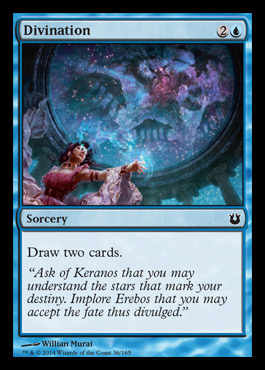 Divination 2
Sorcery
Draw two cards.
“Ask of Keranos that you may
understand the stars that mark your
destiny. Implore Erebos that you may
accept the fate thus divulged.”
Willian Murai
™ & © 2014 Wizards of the Coast 36/165